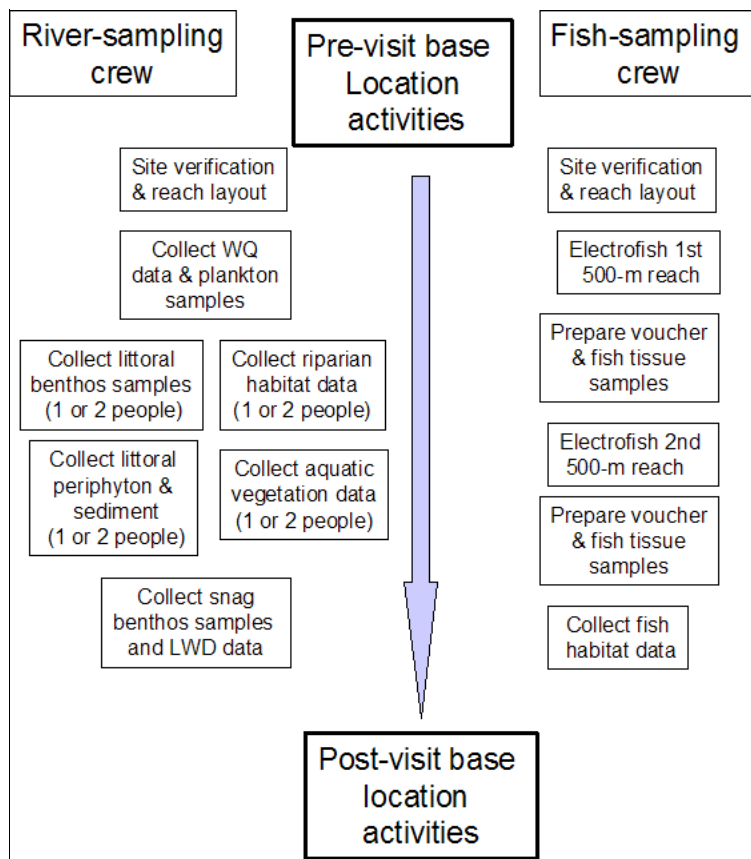 River-sampling
crew
Pre-visit base
Location
activities
Fish-sampling
crew
Site verification
& reach layout
Collect WQ
data & plankton
samples
Collect littoral
benthos samples
(1 or 2 people)
Collect riparian
habitat data
(1 or 2 people)
Collect littoral
periphyton &
sediment
(1 or 2 people)
Collect aquatic
vegetation data
(1 or 2 people)
Collect snag
benthos samples
and LWD data
Site verification
& reach layout
Electrofish 1st
500-m reach
Prepare voucher
& fish tissue
samples
Electrofish 2nd
500-m reach
Prepare voucher
& fish tissue
samples
Collect fish
habitat data
Post-visit base
location
activities